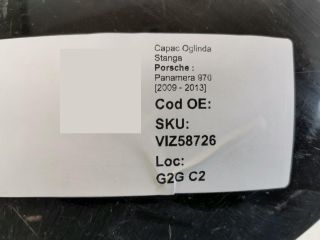 Capac Oglinda
Stanga
Porsche :
Panamera 970
[2009 - 2013]
Cod OE:
SKU:
VIZ58726
Loc:
G2G C2